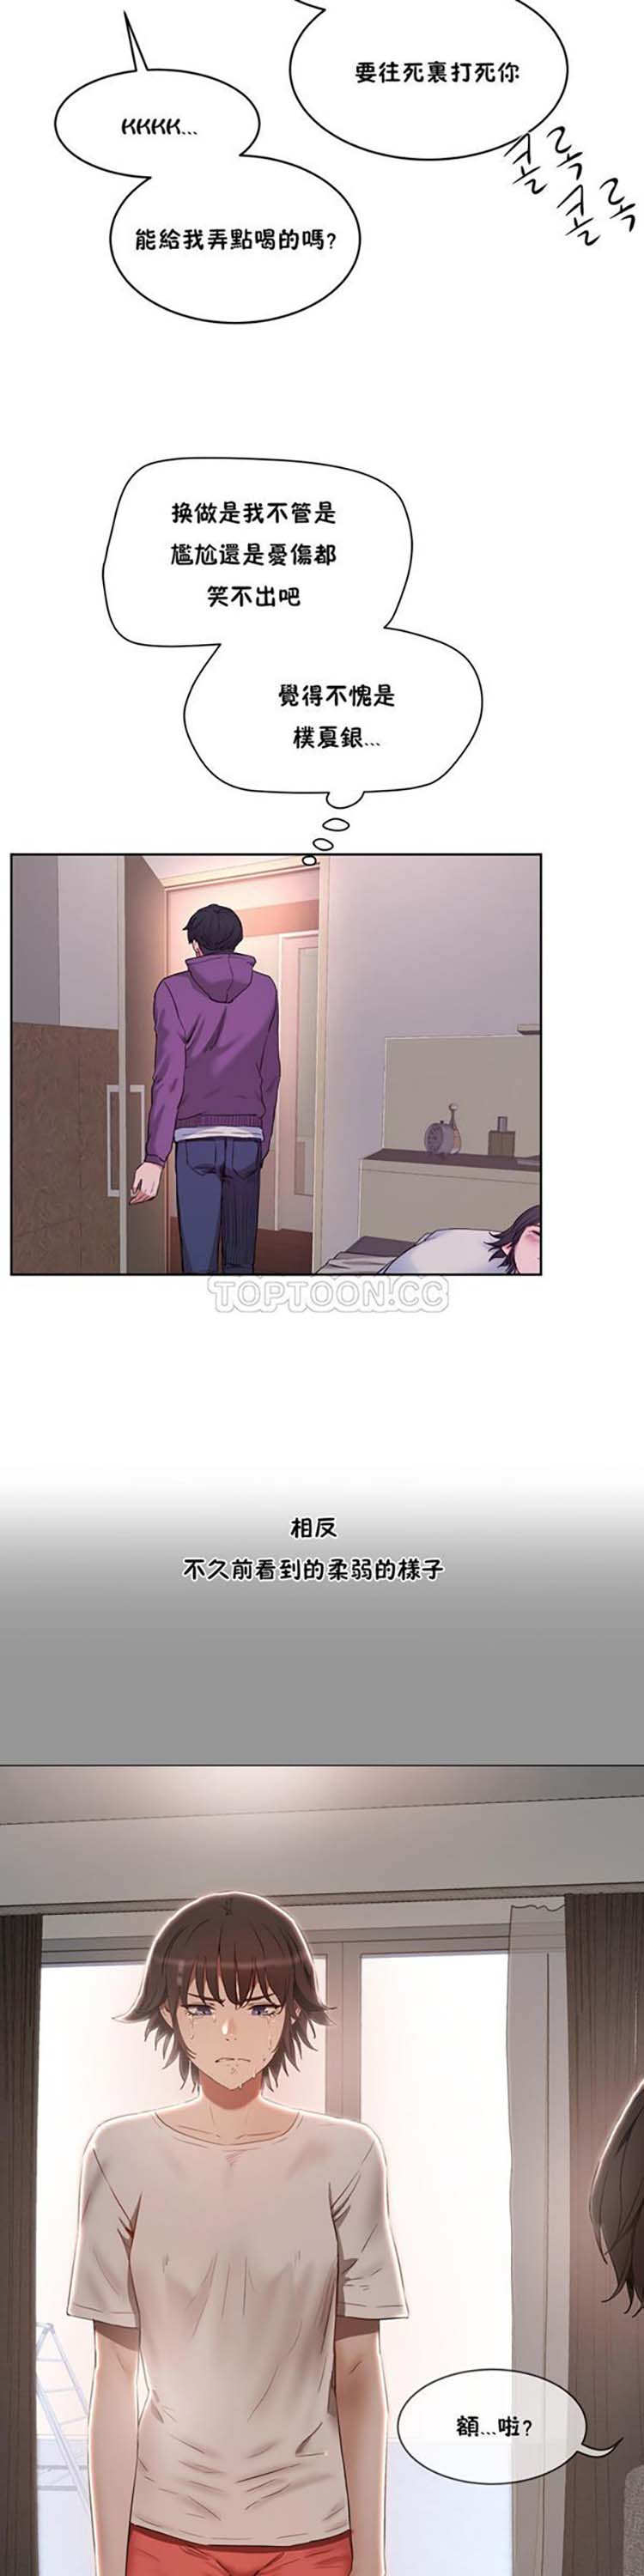 要往死裏打死你
KKKK...
콜록
콜록
能給我弄點喝的嗎?
換做是我不管是
尷尬還是憂傷都
笑不出吧
覺得不愧是
樸夏銀...
TOPTOON.CC
相反
不久前看到的柔弱的樣子
額...啦?